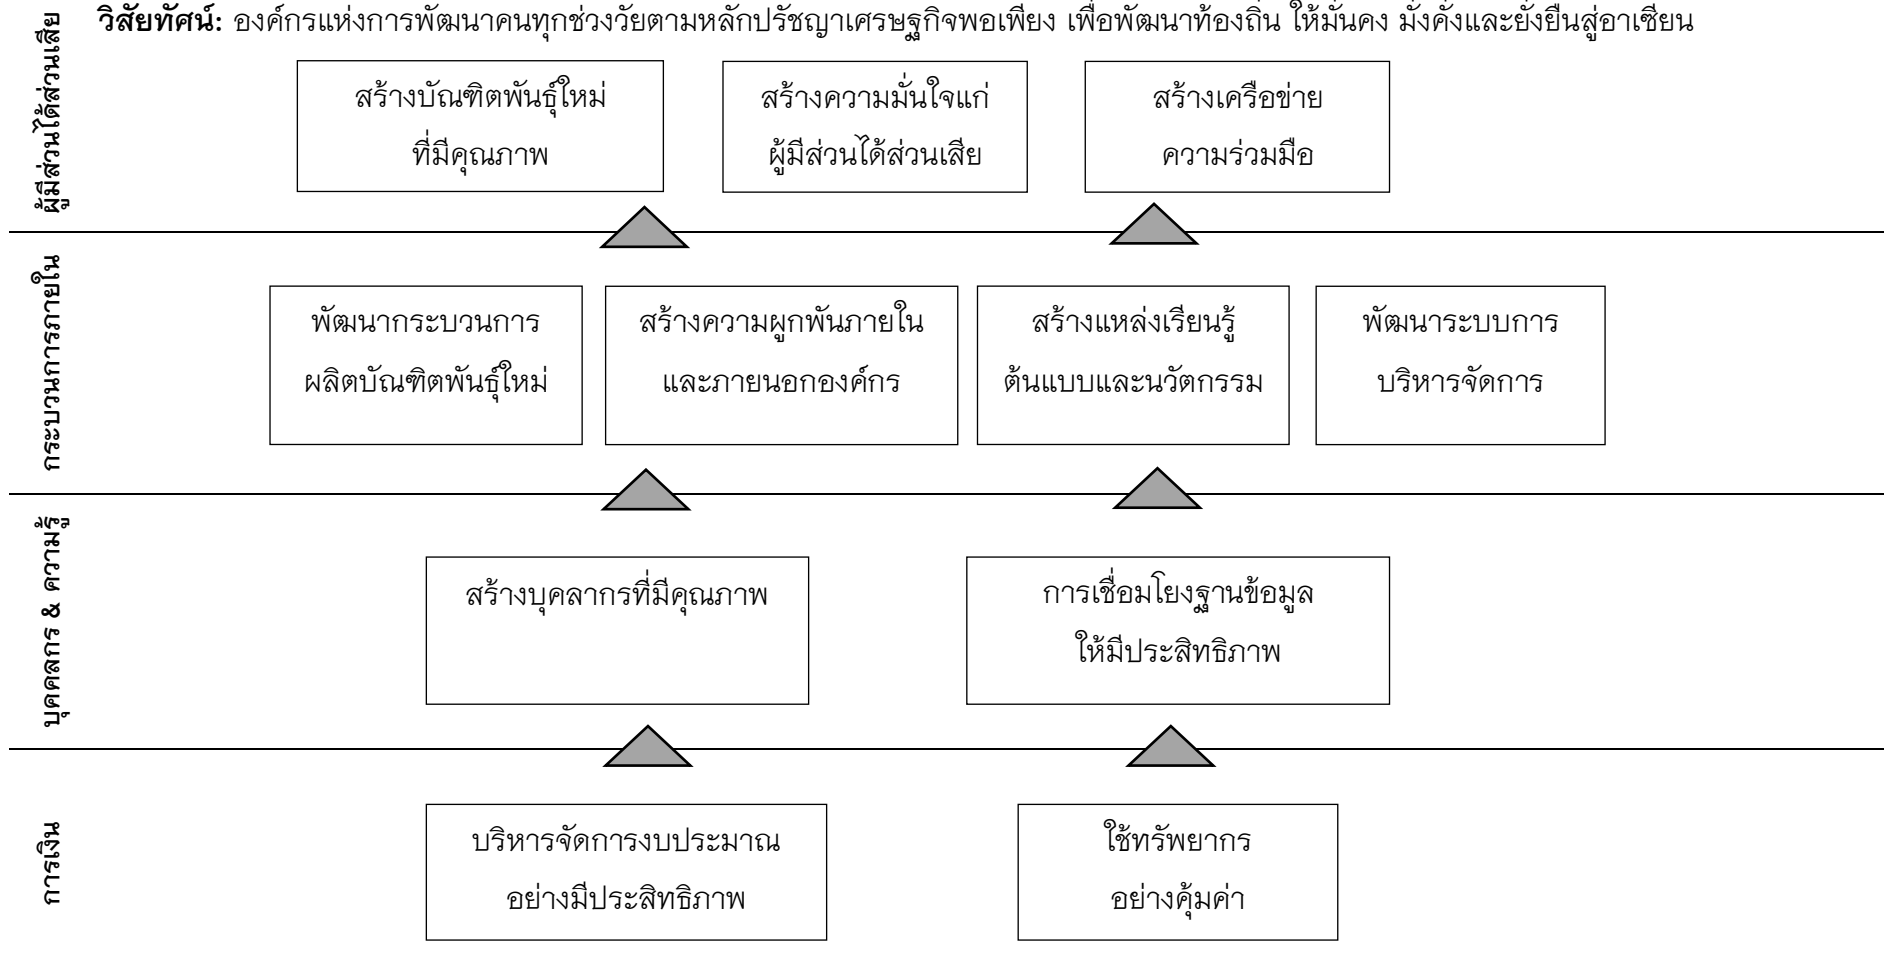 วิสัยทัศน์: องค์กรแห่งการพัฒนาคนทุกช่วงวัยตามหลักปรัชญาเศรษฐกิจพอเพียง เพื่อพัฒนาท้องถิ่น ให้มั่นคง มั่งคั่งและยั่งยืนสู่อาเซียน
ผู้มีส่วนได้ส่วนเสีย
สร้างบัณฑิตพันธุ์ใหม่
ที่มีคุณภาพ
สร้างความมั่นใจแก่
ผู้มีส่วนได้ส่วนเสีย
สร้างเครือข่าย
ความร่วมมือ
กระบวนการภายใน
พัฒนากระบวนการ
ผลิตบัณฑิตพันธุ์ใหม่
สร้างความผูกพันภายใน
และภายนอกองค์กร
สร้างแหล่งเรียนรู้
ต้นแบบและนวัตกรรม
พัฒนาระบบการ
บริหารจัดการ
บุคคลกร & ความรู้
สร้างบุคลากรที่มีคุณภาพ
การเชื่อมโยงฐานข้อมูล
ให้มีประสิทธิภาพ
การเงิน
บริหารจัดการงบประมาณ
อย่างมีประสิทธิภาพ
ใช้ทรัพยากร
อย่างคุ้มค่า